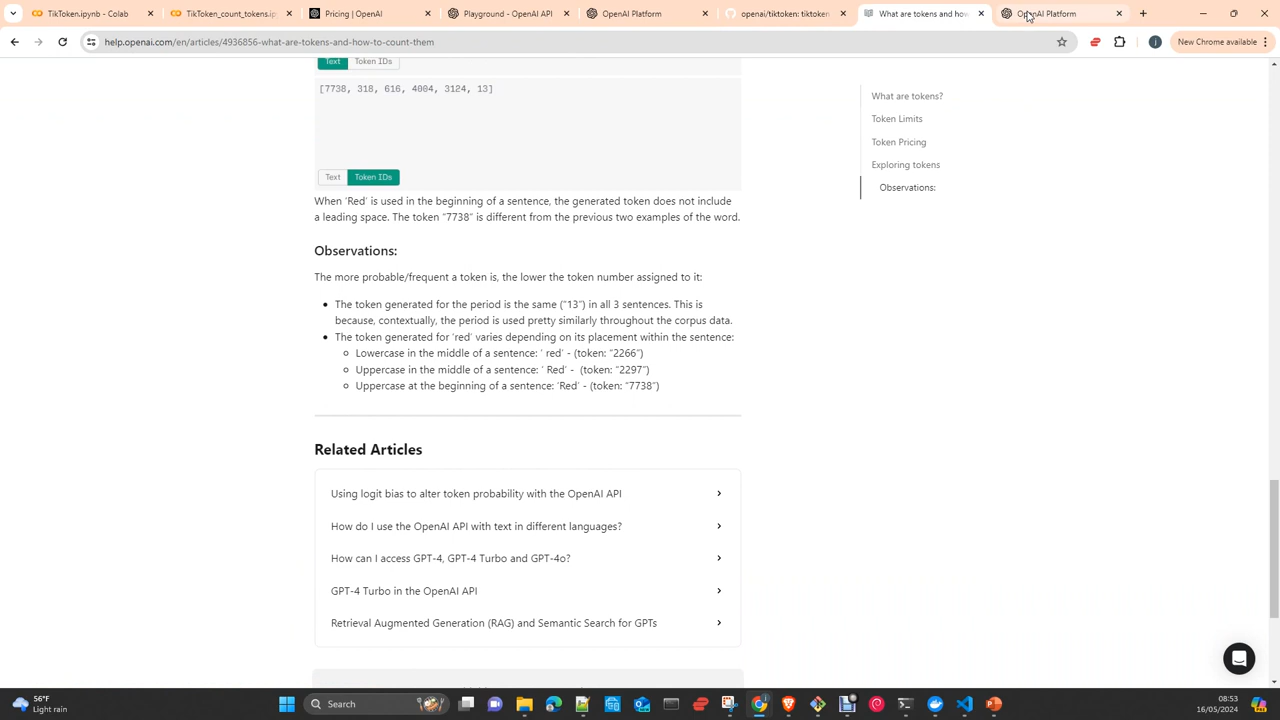 TikToken.ipynb - Colab
TikToken_count_tokens.ipynb
Pricing | OpenAI
Playground - OpenAI API
OpenAI Platform
openai/tiktoken: tiktoken
What are tokens and how
OpenAI Platform
help.openai.com/en/articles/4936856-what-are-tokens-and-how-to-count-them
New Chrome available
Text Token IDs
[7738, 318, 616, 4004, 3124, 13]
Text Token IDs
When ‘Red’ is used in the beginning of a sentence, the generated token does not include
a leading space. The token “7738” is different from the previous two examples of the word.
Observations:
The more probable/frequent a token is, the lower the token number assigned to it:
• The token generated for the period is the same (“13”) in all 3 sentences. This is
because, contextually, the period is used pretty similarly throughout the corpus data.
• The token generated for ‘red’ varies depending on its placement within the sentence:
Lowercase in the middle of a sentence: ‘ red’ - (token: “2266”)
Uppercase in the middle of a sentence: ‘ Red’ - (token: “2297”)
Uppercase at the beginning of a sentence: ‘Red’ - (token: “7738”)
Related Articles
Using logit bias to alter token probability with the OpenAI API
How do I use the OpenAI API with text in different languages?
How can I access GPT-4, GPT-4 Turbo and GPT-4o?
GPT-4 Turbo in the OpenAI API
Retrieval Augmented Generation (RAG) and Semantic Search for GPTs
What are tokens?
Token Limits
Token Pricing
Exploring tokens
Observations:
56°F
Light rain
Search
08:53
16/05/2024